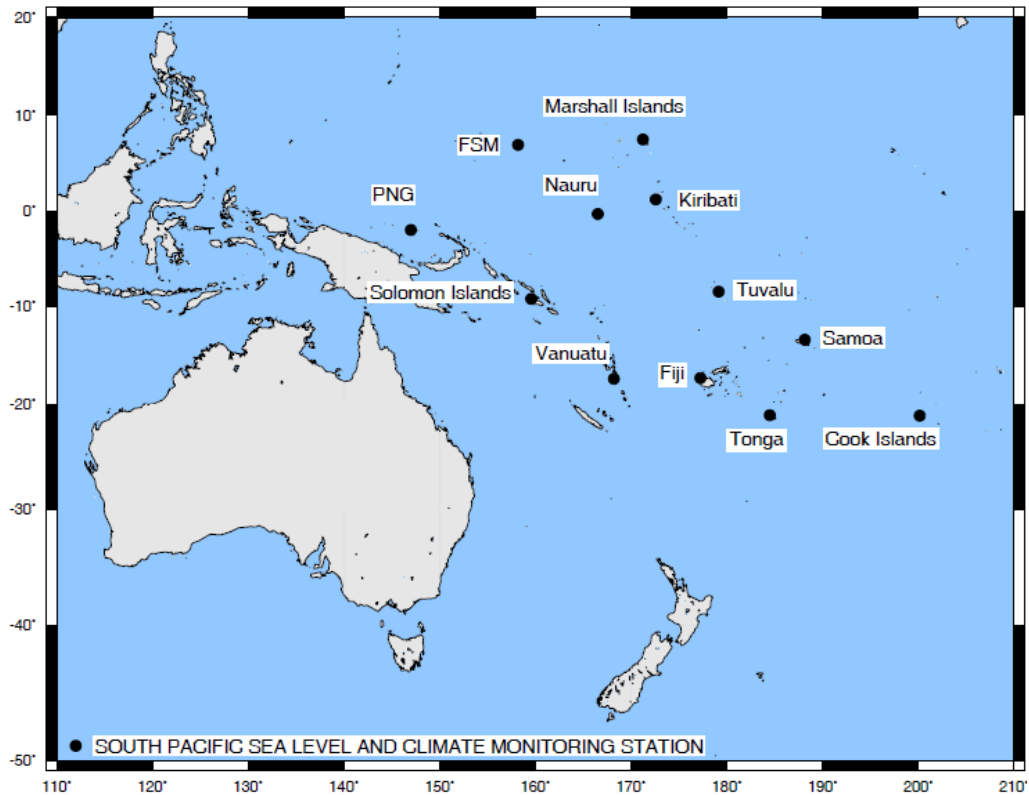 20°
10°
0°
-10°
-20°
-30°
-40°
-50°
Marshall Islands
FSM
Nauru
PNG
Kiribati
Solomon Islands
Tuvalu
Samoa
Vanuatu
Fiji
Tonga
Cook Islands
SOUTH PACIFIC SEA LEVEL AND CLIMATE MONITORING STATION
110° 120° 130° 140° 150° 160° 170° 180° 190° 200° 210°